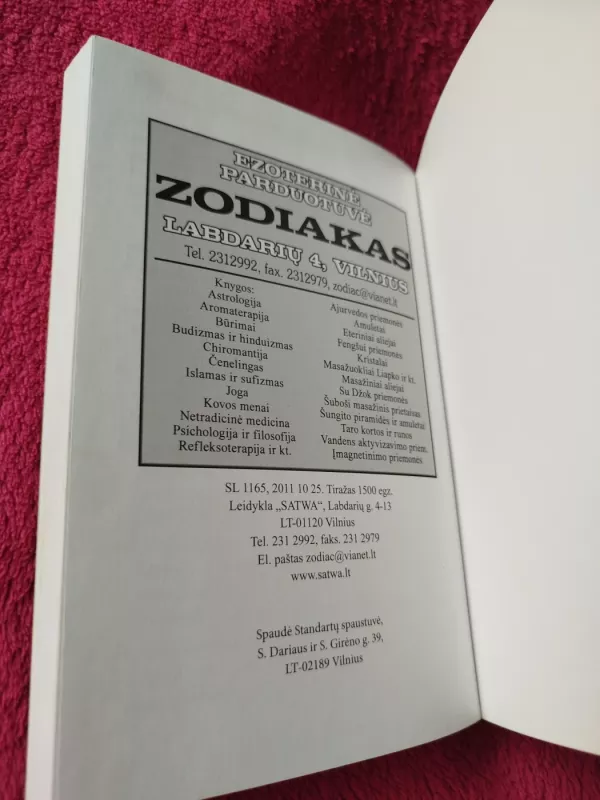 EZOTERINĖ
PARDUOTUVĖ
ZODIAKAS
LABDARIŲ 4, VILNIUS
Tel. 2312992, fax. 2312979, zodiac@vianet.lt
Knygos:
Astrologija
Aromaterapija
Būrimai
Budizmas ir hinduizmas
Chiromantija
Čenelingas
Islamas ir sufizmas
Joga
Kovos menai
Netradicinė medicina
Psichologija ir filosofija
Refleksoterapija ir kt.
Ajurvedos priemonės
Amuletai
Eteriniai aliejai
Fengšui priemonės
Kristalai
Masažuokliai Liapko ir kt.
Masažiniai aliejai
Su Džok priemonės
Šuboši masažinis prietaisas
Šungito piramidės ir amuletai
Taro kortos ir runos
Vandens aktyvizavimo priem.
Įmagnetinimo priemonės
SL 1165, 2011 10 25. Tiražas 1500 egz.
Leidykla „SATWA“, Labdarių g. 4-13
LT-01120 Vilnius
Tel. 231 2992, faks. 231 2979
El. paštas zodiac@vianet.lt
www.satwa.lt
Spaudė Standartų spaustuvė,
S. Dariaus ir S. Girėno g. 39,
LT-02189 Vilnius